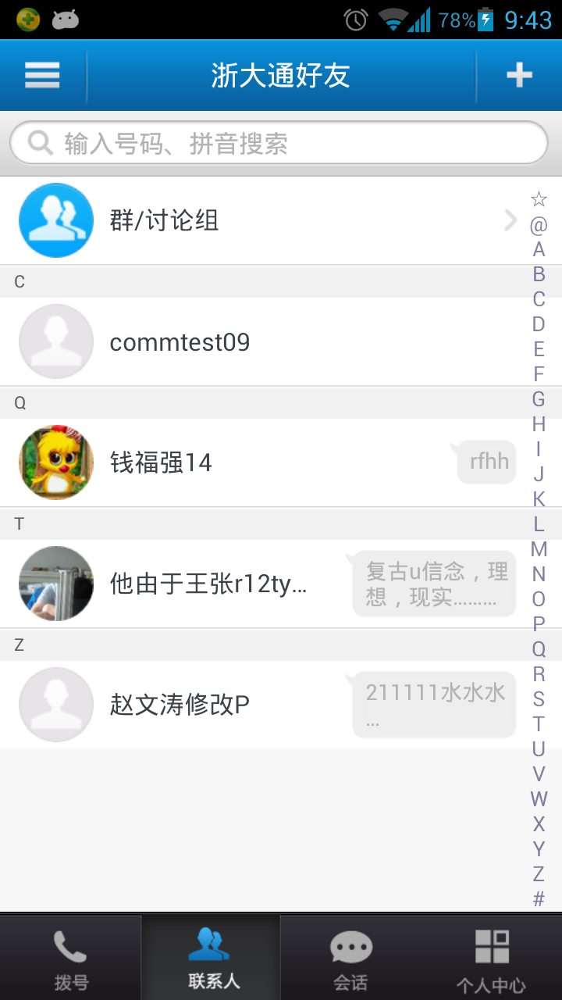 78% 9:43
浙大通好友
输入号码、拼音搜索
群/讨论组
C
commtest09
Q
钱福强14
rfhh
T
他由于王张r12ty...
复古u信念，理
想，现实………
Z
赵文涛修改P
211111水水水
...
☆
@
A
B
C
D
E
F
G
H
I
J
K
L
M
N
O
P
Q
R
S
T
U
V
W
X
Y
Z
#
拨号
联系人
会话
个人中心